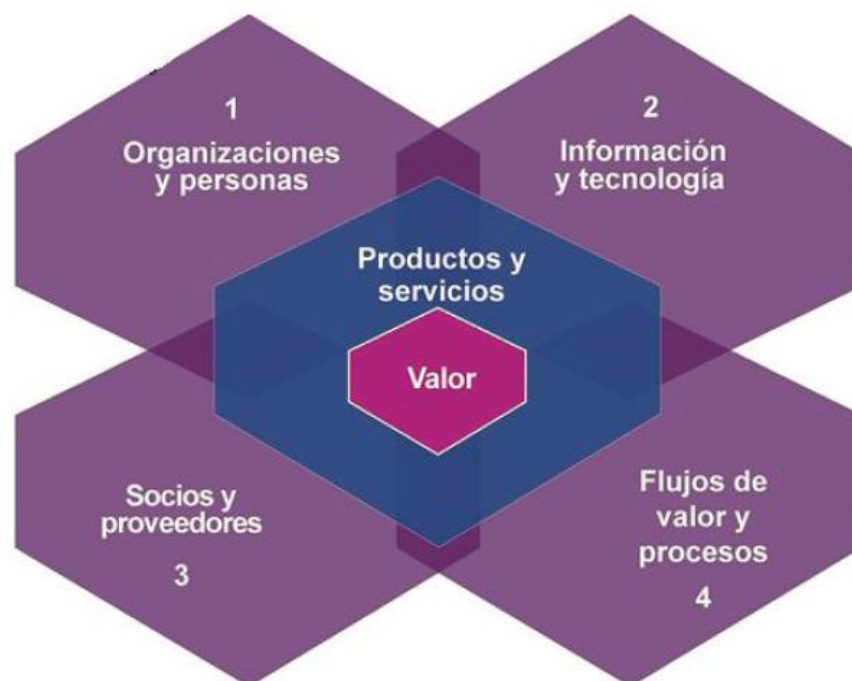 1
Organizaciones
y personas
2
Información
y tecnología
Productos y
servicios
Valor
Socios y
proveedores
3
Flujos de
valor y
procesos
4